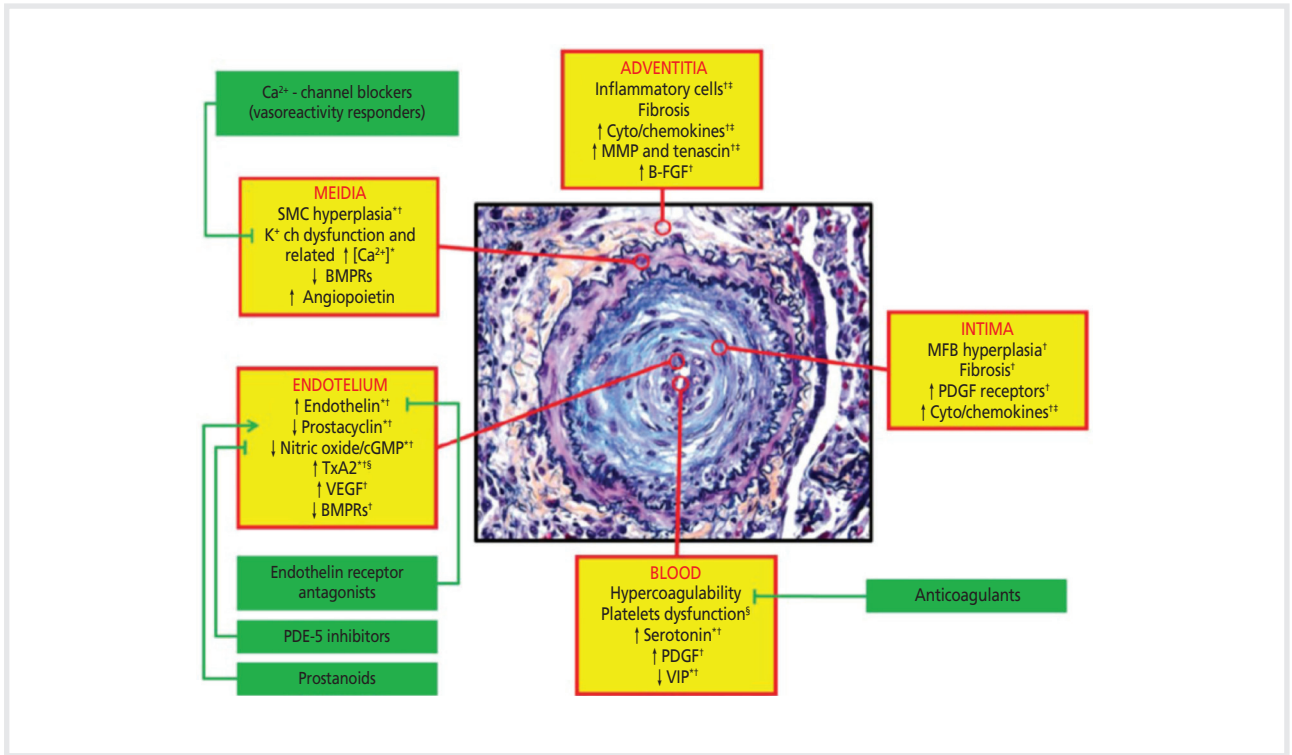 Ca²⁺ - channel blockers
(vasoreactivity responders)
ADVENTITIA
Inflammatory cells†‡
Fibrosis
↑ Cyto/chemokines†‡
↑ MMP and tenascin†‡
↑ B-FGF†
MEIDIA
SMC hyperplasia*†
K⁺ ch dysfunction and
related ↑ [Ca²⁺]*
↓ BMPRs
↑ Angiopoietin
INTIMA
MFB hyperplasia†
Fibrosis†
↑ PDGF receptors†
↑ Cyto/chemokines†‡
ENDOTELIUM
↑ Endothelin*†
↓ Prostacyclin*†
↓ Nitric oxide/cGMP*†
↑ TxA2*†§
↑ VEGF†
↓ BMPRs†
Endothelin receptor
antagonists
PDE-5 inhibitors
Prostanoids
BLOOD
Hypercoagulability
Platelets dysfunction§
↑ Serotonin*†
↑ PDGF†
↓ VIP*†
Anticoagulants